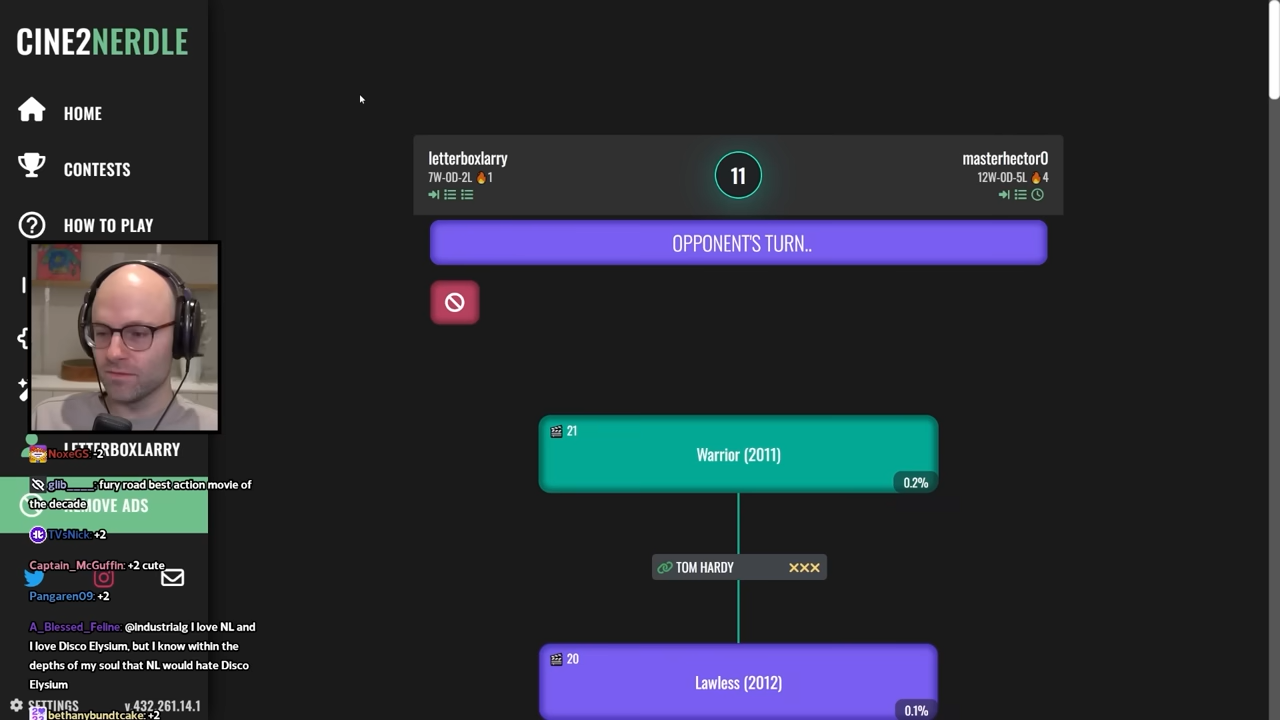 CINE2NERDLE
HOME
CONTESTS
HOW TO PLAY
LETTERBOXLARRY
REMOVE ADS
SETTINGS
v.432.261.14.1
letterboxlarry
7W-0D-2L 🔥1
11
masterhector0
12W-0D-5L 🔥4
OPPONENT'S TURN..
21
Warrior (2011)
0.2%
TOM HARDY XXX
20
Lawless (2012)
0.1%
NoxeGS: -2
glib____: fury road best action movie of
the decade
TVsNick: +2
Captain_McGuffin: +2 cute
Pangaren09: +2
A_Blessed_Feline: @industrialg I love NL and
I love Disco Elysium, but I know within the
depths of my soul that NL would hate Disco
Elysium
bethanybundtcake: +2